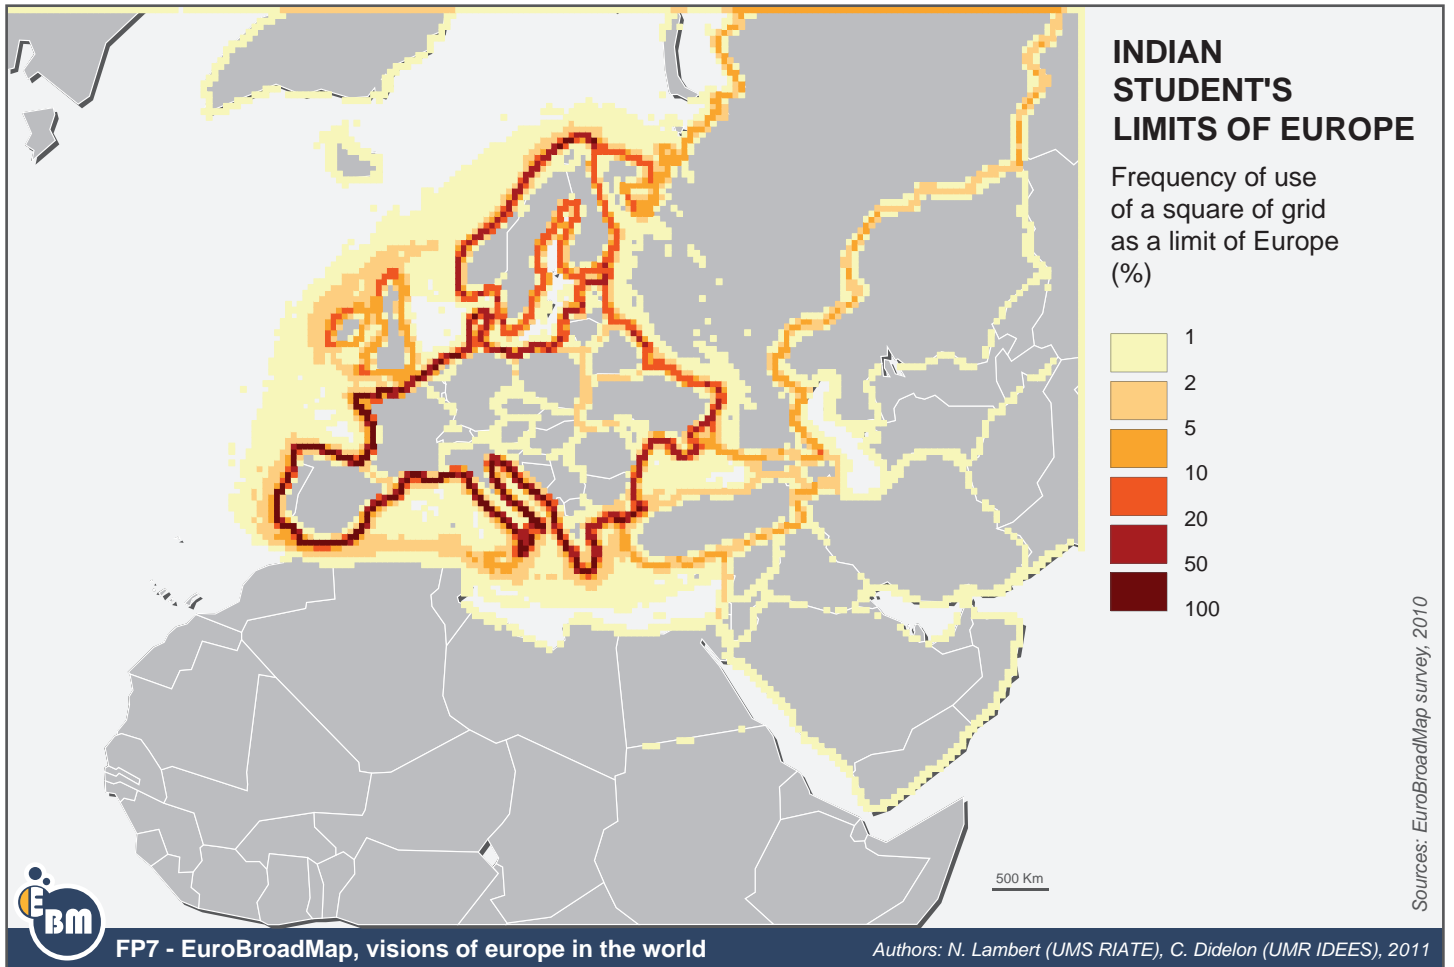 INDIAN
STUDENT'S
LIMITS OF EUROPE
Frequency of use
of a square of grid
as a limit of Europe
(%)
1
2
5
10
20
50
100
500 Km
Sources: EuroBroadMap survey, 2010
EBM
FP7 - EuroBroadMap, visions of europe in the world
Authors: N. Lambert (UMS RIATE), C. Didelon (UMR IDEES), 2011